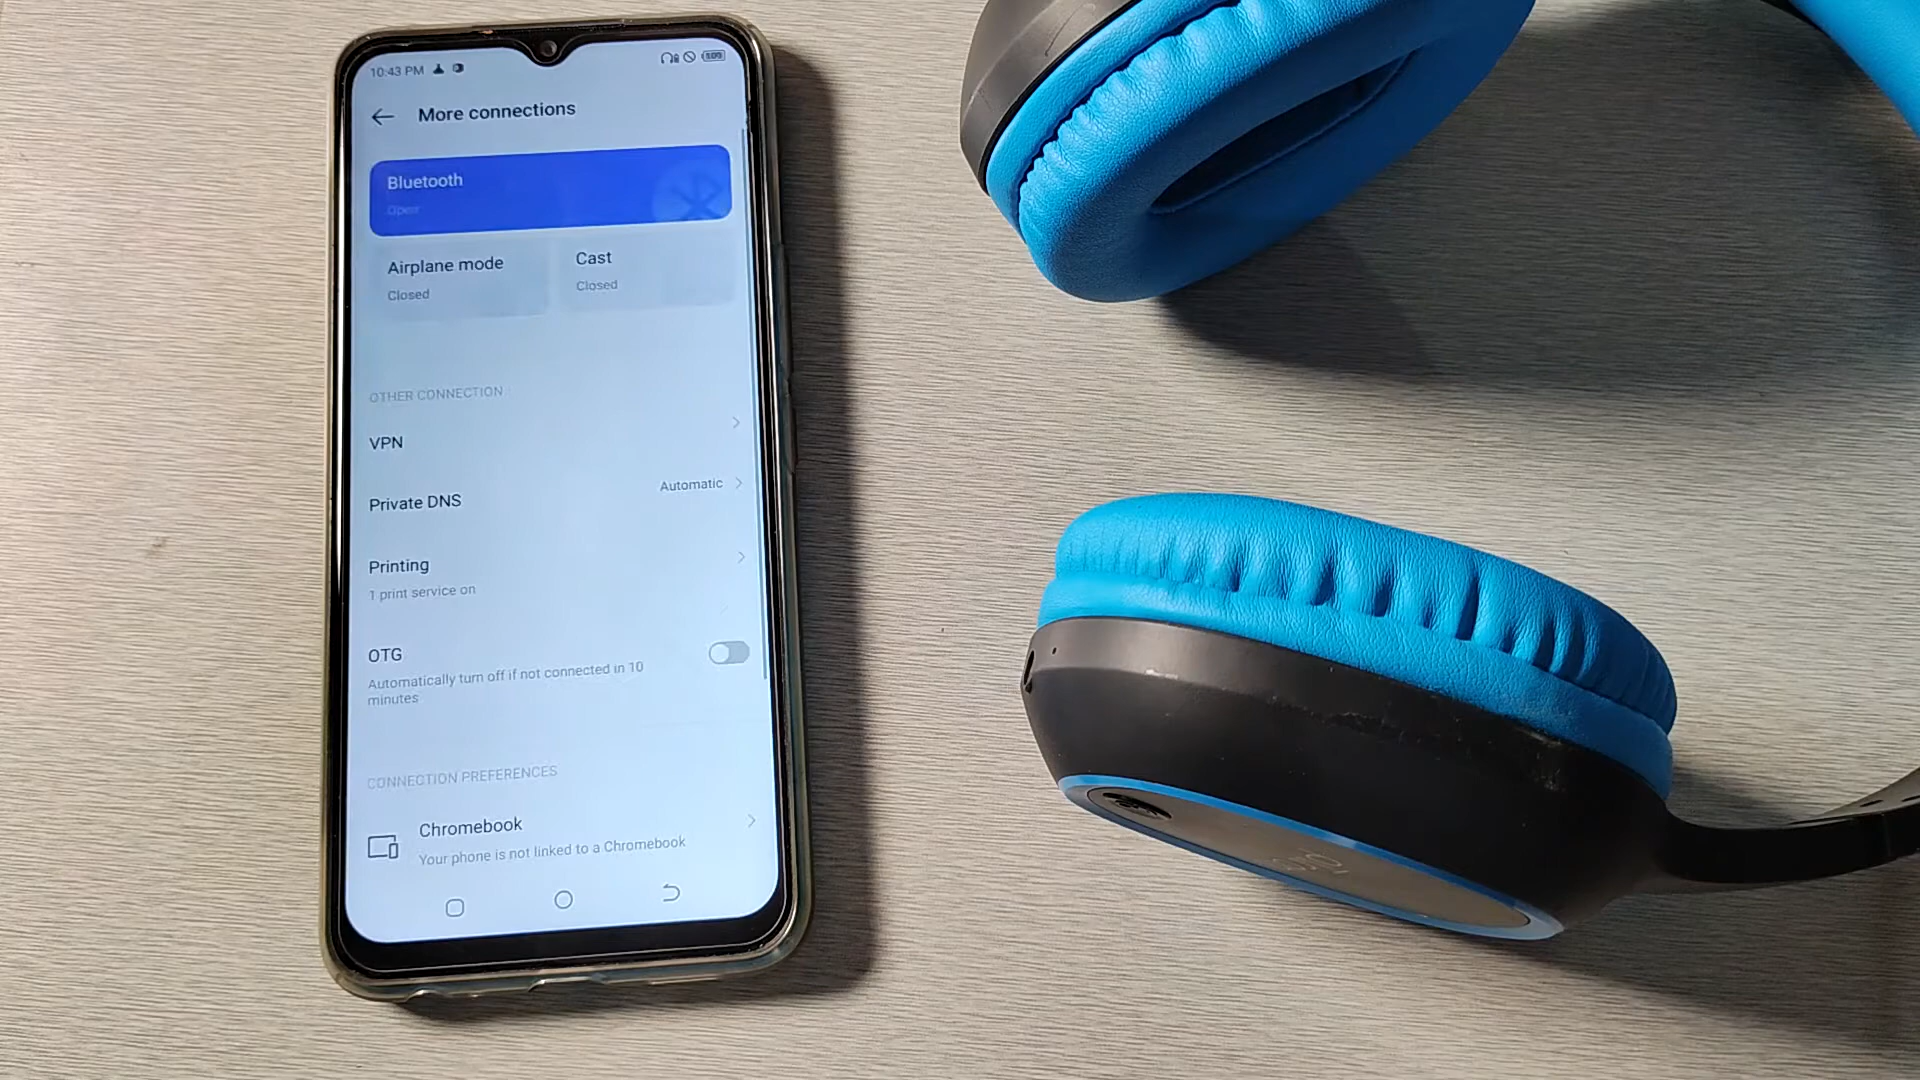 10:43 PM
More connections
Bluetooth
Open
Airplane mode
Closed
Cast
Closed
OTHER CONNECTION
VPN
Private DNS
Automatic
Printing
1 print service on
OTG
Automatically turn off if not connected in 10
minutes
CONNECTION PREFERENCES
Chromebook
Your phone is not linked to a Chromebook